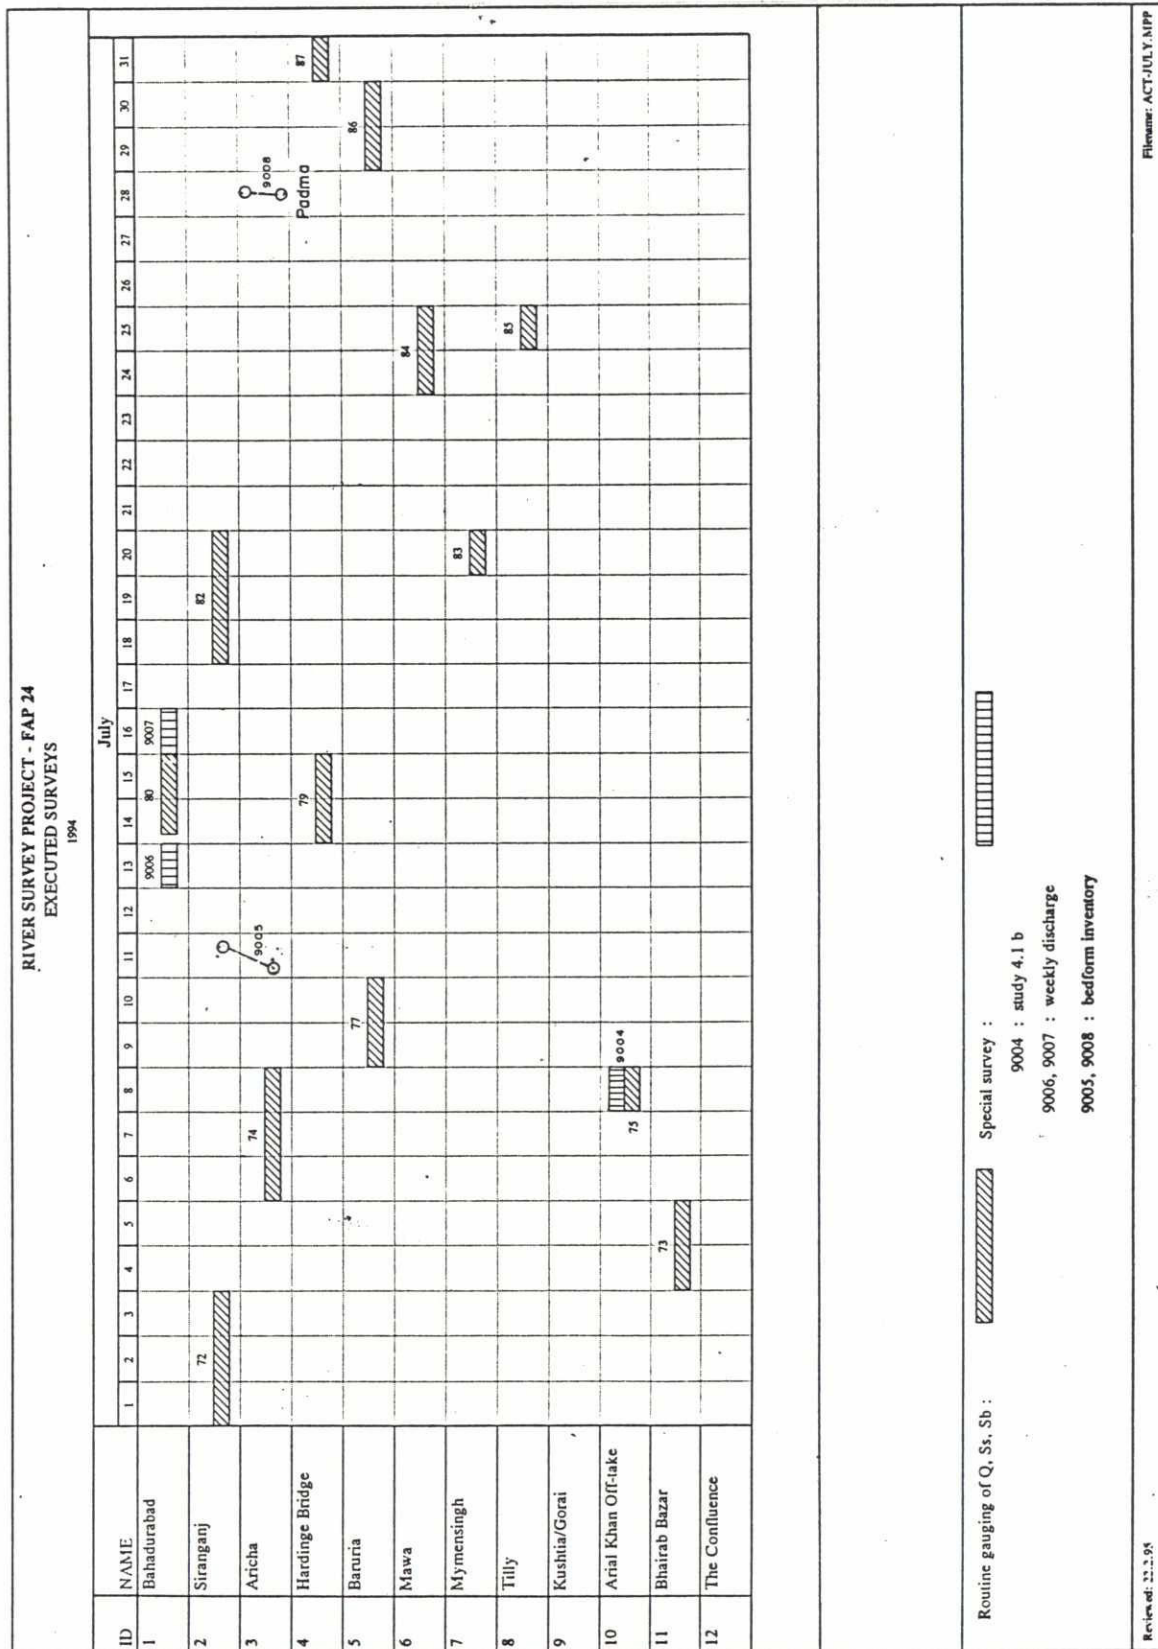 RIVER SURVEY PROJECT - FAP 24
EXECUTED SURVEYS
1994
July
ID NAME 1 2 3 4 5 6 7 8 9 10 11 12 13 14 15 16 17 18 19 20 21 22 23 24 25 26 27 28 29 30 31
1 Bahadurabad 9006 80 9007
2 Siranganj 72 82
3 Aricha 74 9005 9008
4 Hardinge Bridge 79 Padma 87
5 Baruria 77 86
6 Mawa 84
7 Mymensingh 83
8 Tilly 85
9 Kushtia/Gorai
10 Arial Khan Off-take 75 9004
11 Bhairab Bazar 73
12 The Confluence
Routine gauging of Q, Ss, Sb : Special survey :
9004 : study 4.1 b
9006, 9007 : weekly discharge
9005, 9008 : bedform inventory
Reviewed: 22.2.95 Filename: ACT-JULY.MPP